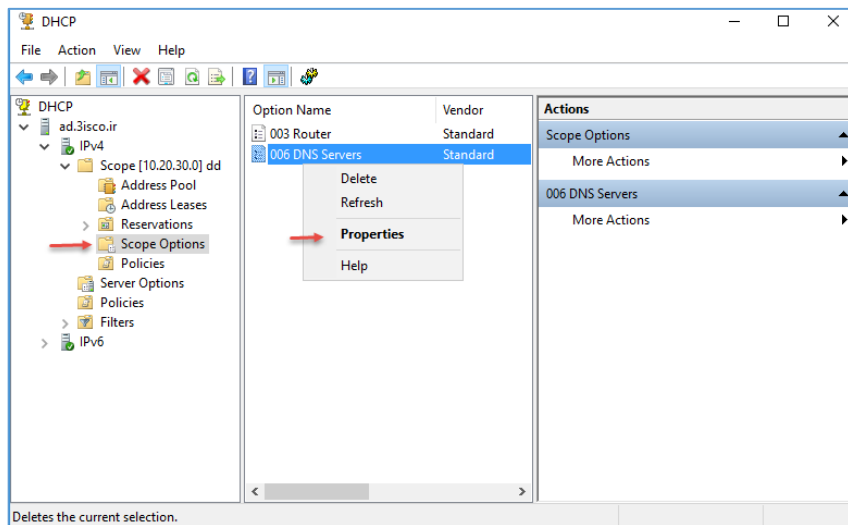 DHCP
File Action View Help
DHCP
ad.3isco.ir
IPv4
Scope [10.20.30.0] dd
Address Pool
Address Leases
Reservations
Scope Options
Policies
Server Options
Policies
Filters
IPv6
Option Name Vendor
003 Router Standard
006 DNS Servers Standard
Delete
Refresh
Properties
Help
Actions
Scope Options
More Actions
006 DNS Servers
More Actions
Deletes the current selection.